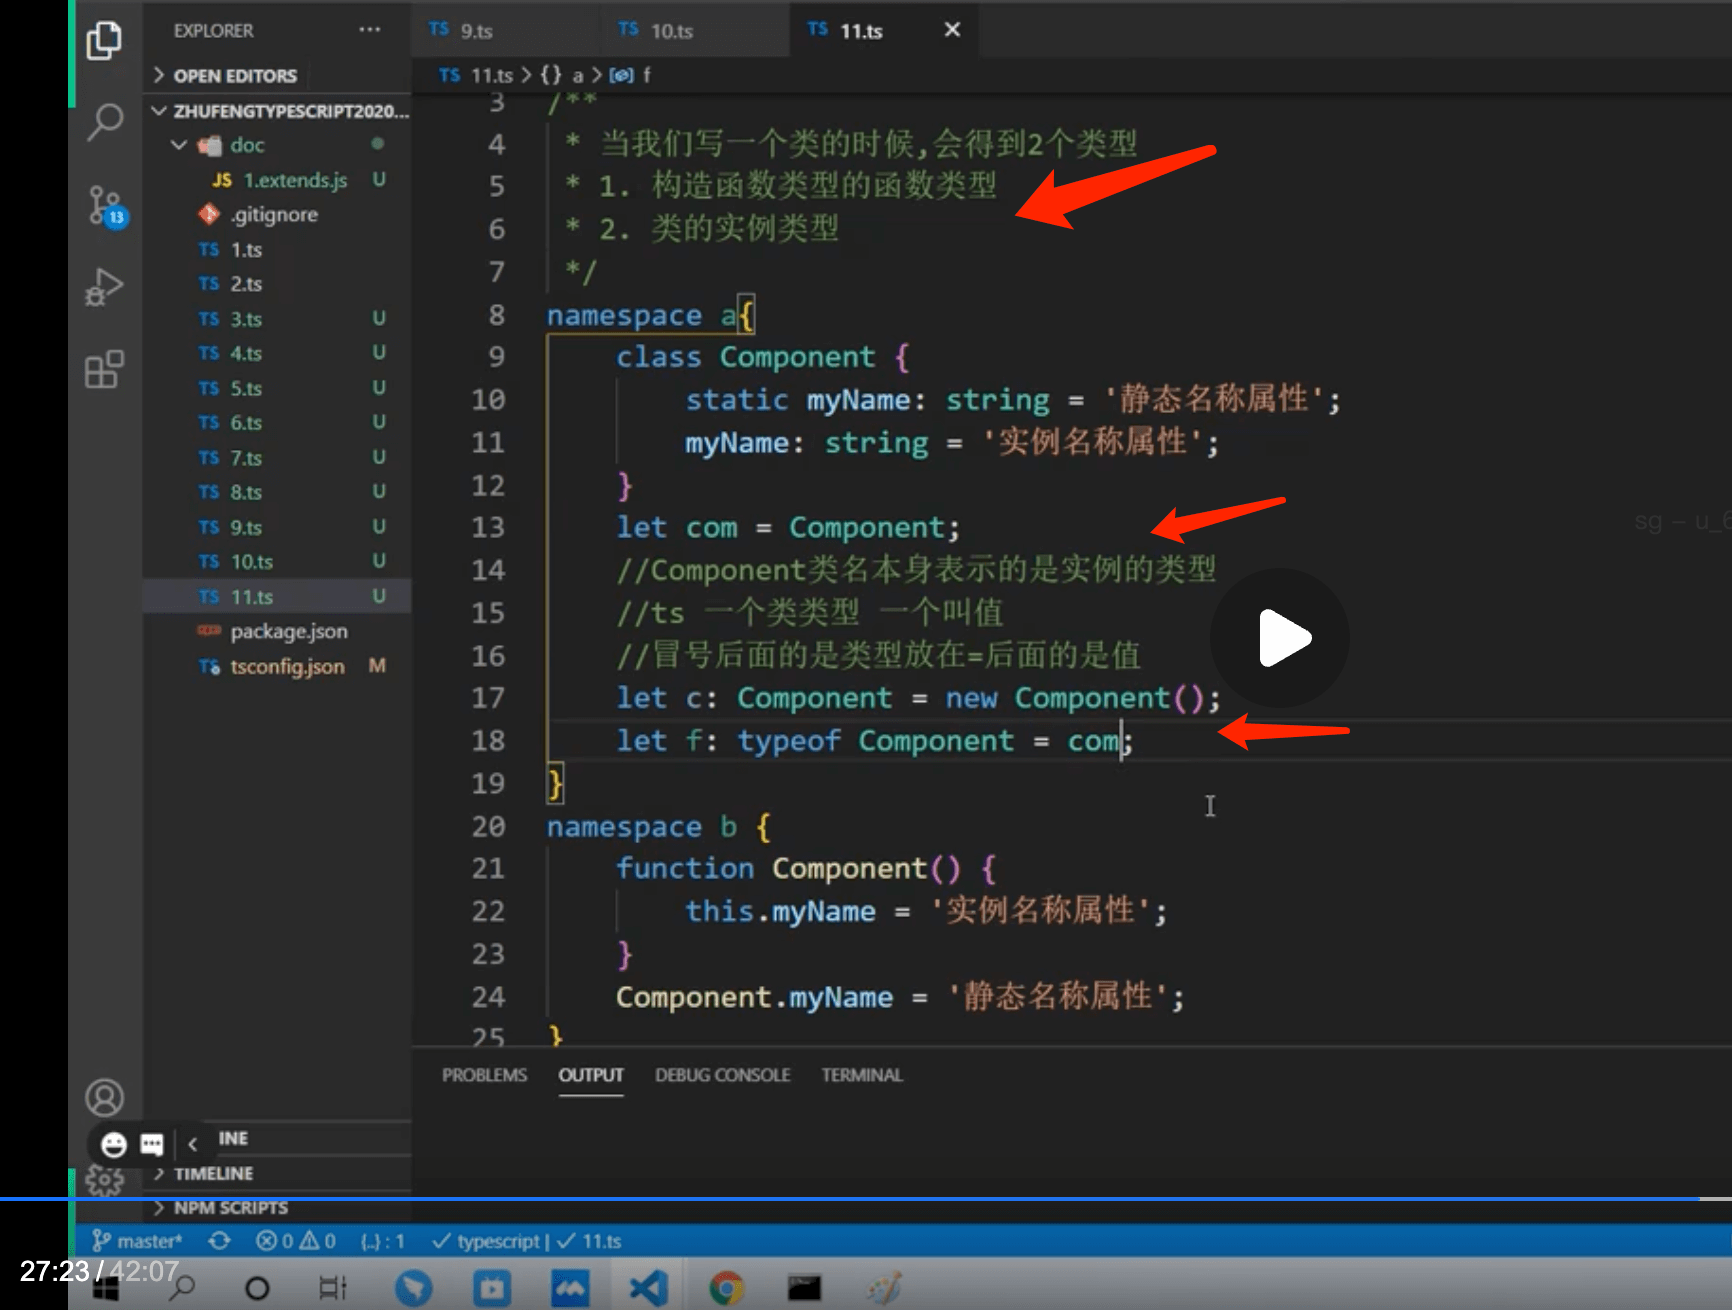 EXPLORER
OPEN EDITORS
ZHUFENGTYPESCRIPT2020...
doc
JS 1.extends.js U
.gitignore
TS 1.ts
TS 2.ts
TS 3.ts U
TS 4.ts U
TS 5.ts U
TS 6.ts U
TS 7.ts U
TS 8.ts U
TS 9.ts U
TS 10.ts U
TS 11.ts U
package.json
tsconfig.json M
13
INE
TIMELINE
NPM SCRIPTS
TS 9.ts TS 10.ts TS 11.ts
TS 11.ts > {} a > f
3 /**
4 * 当我们写一个类的时候,会得到2个类型
5 * 1. 构造函数类型的函数类型
6 * 2. 类的实例类型
7 */
8 namespace a{
9 class Component {
10 static myName: string = '静态名称属性';
11 myName: string = '实例名称属性';
12 }
13 let com = Component;
14 //Component类名本身表示的是实例的类型
15 //ts 一个类类型 一个叫值
16 //冒号后面的是类型放在=后面的是值
17 let c: Component = new Component();
18 let f: typeof Component = com;
19 }
20 namespace b {
21 function Component() {
22 this.myName = '实例名称属性';
23 }
24 Component.myName = '静态名称属性';
25 }
PROBLEMS OUTPUT DEBUG CONSOLE TERMINAL
master* 0 0 {..} : 1 typescript | 11.ts
27:23 / 42:07